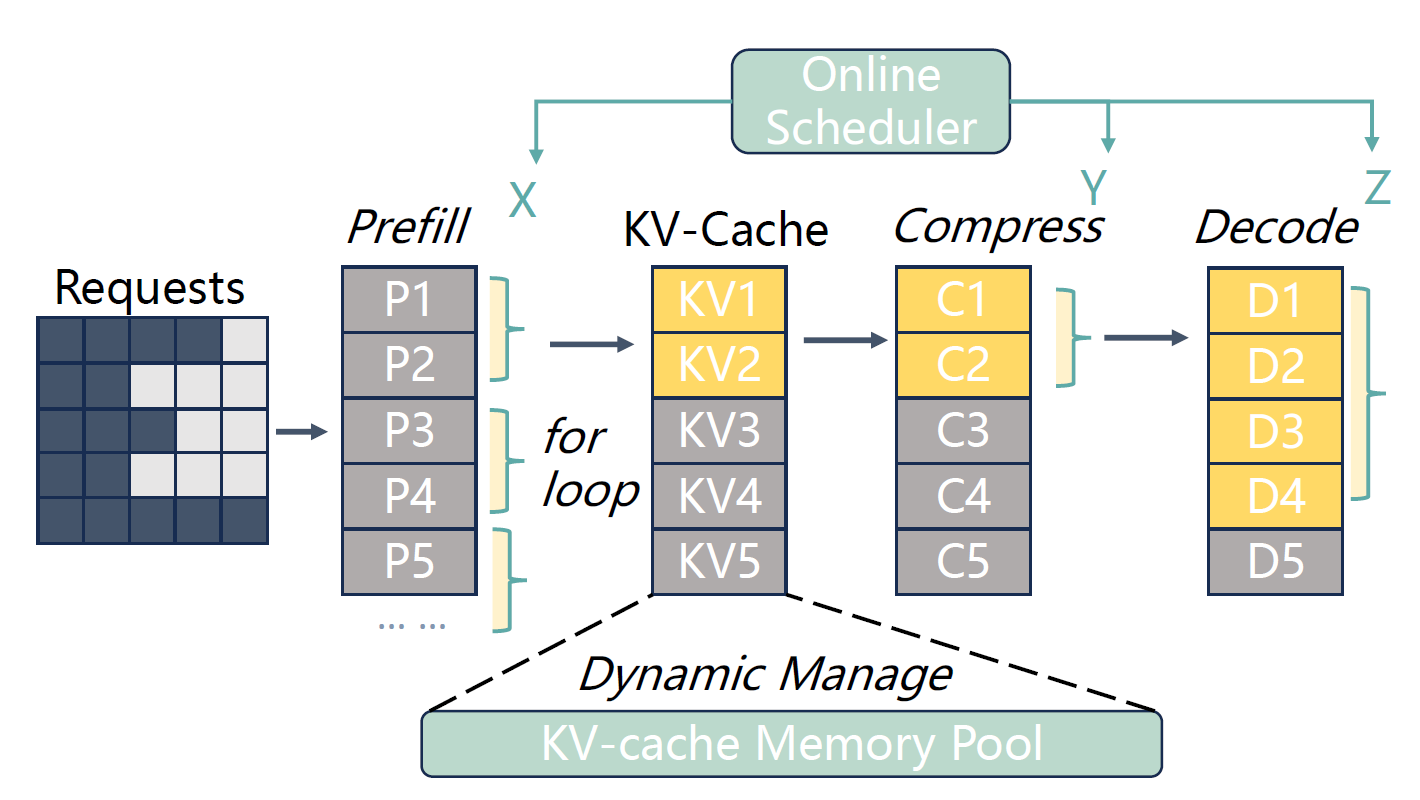 Online
Scheduler
X
Y
Z
Prefill
KV-Cache
Compress
Decode
Requests
P1
P2
P3
P4
P5
... ...
for
loop
KV1
KV2
KV3
KV4
KV5
C1
C2
C3
C4
C5
D1
D2
D3
D4
D5
Dynamic Manage
KV-cache Memory Pool